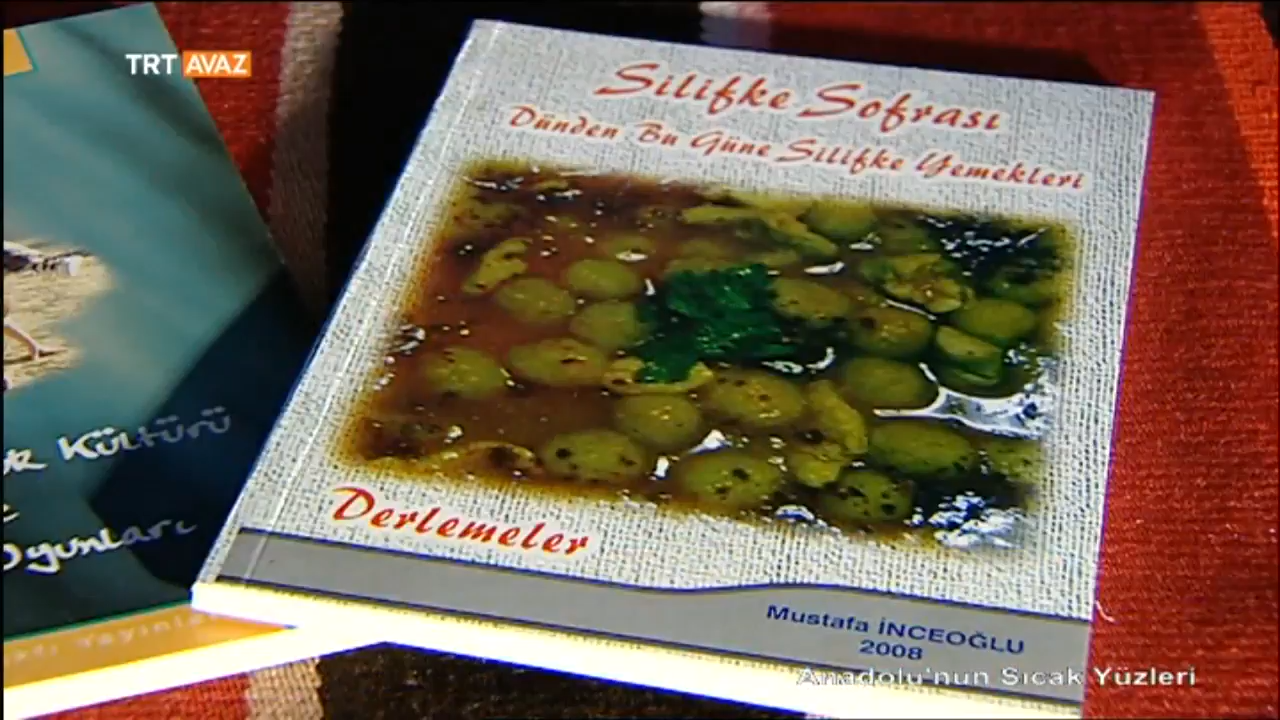 TRT AVAZ
Silifke Sofrası
Dünden Bu Güne Silifke Yemekleri
Derlemeler
Mustafa İNCEOĞLU
2008
Kültürü
Oyunları
Anadolu'nun Sıcak Yüzleri